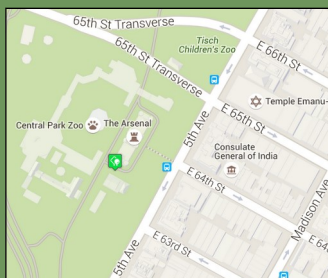 65th St Transverse
Tisch
Children's Zoo
65th St Transverse
E 66th St
E 65th St
Temple Emanu-
5th Ave
Central Park Zoo
The Arsenal
Consulate
General of India
E 64th St
Madison Ave
E 63rd St
5th Ave
E 64